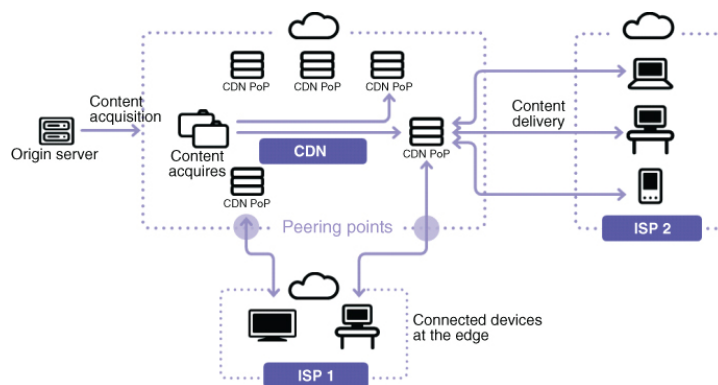 CDN PoP
CDN PoP
CDN PoP
Content
acquisition
Origin server
Content
acquires
CDN
CDN PoP
Content
delivery
CDN PoP
Peering points
ISP 2
Connected devices
at the edge
ISP 1